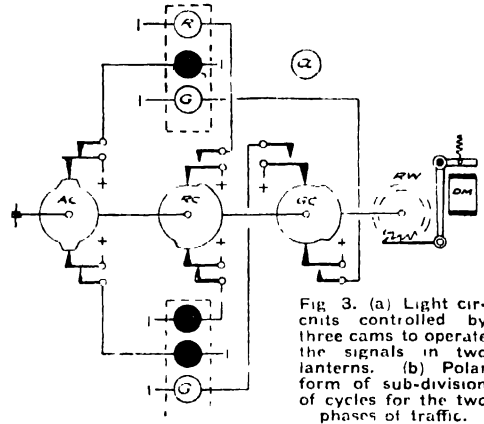 R
a
G
AC
RC
GC
RW
DM
+
+
+
+
+
+
G
Fig 3. (a) Light cir-
cuits controlled by
three cams to operate
the signals in two
lanterns. (b) Polar
form of sub-division
of cycles for the two
phases of traffic.